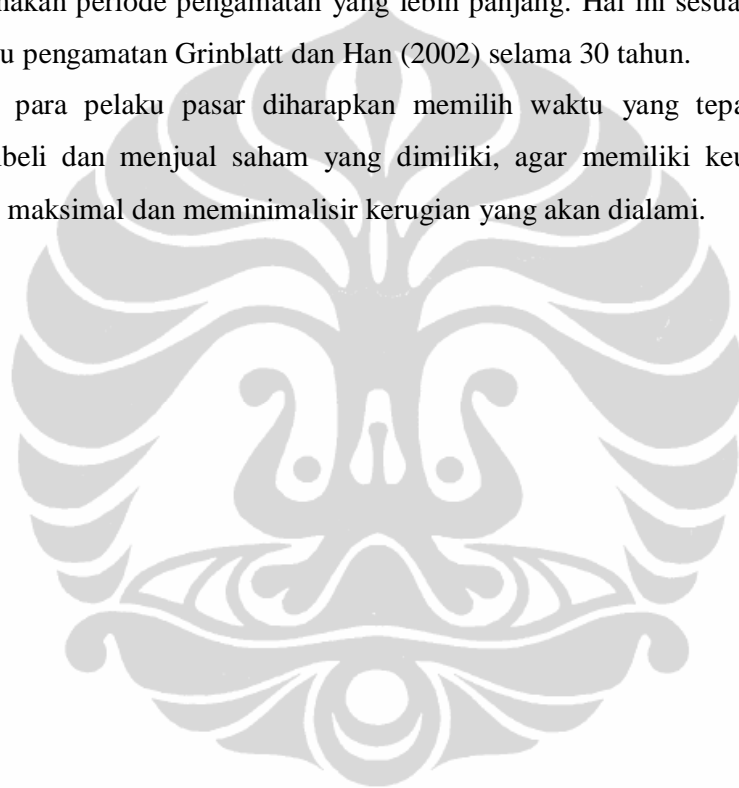 nakan periode pengamatan yang lebih panjang. Hal ini sesua
u pengamatan Grinblatt dan Han (2002) selama 30 tahun.
para pelaku pasar diharapkan memilih waktu yang tepa
beli dan menjual saham yang dimiliki, agar memiliki keu
maksimal dan meminimalisir kerugian yang akan dialami.